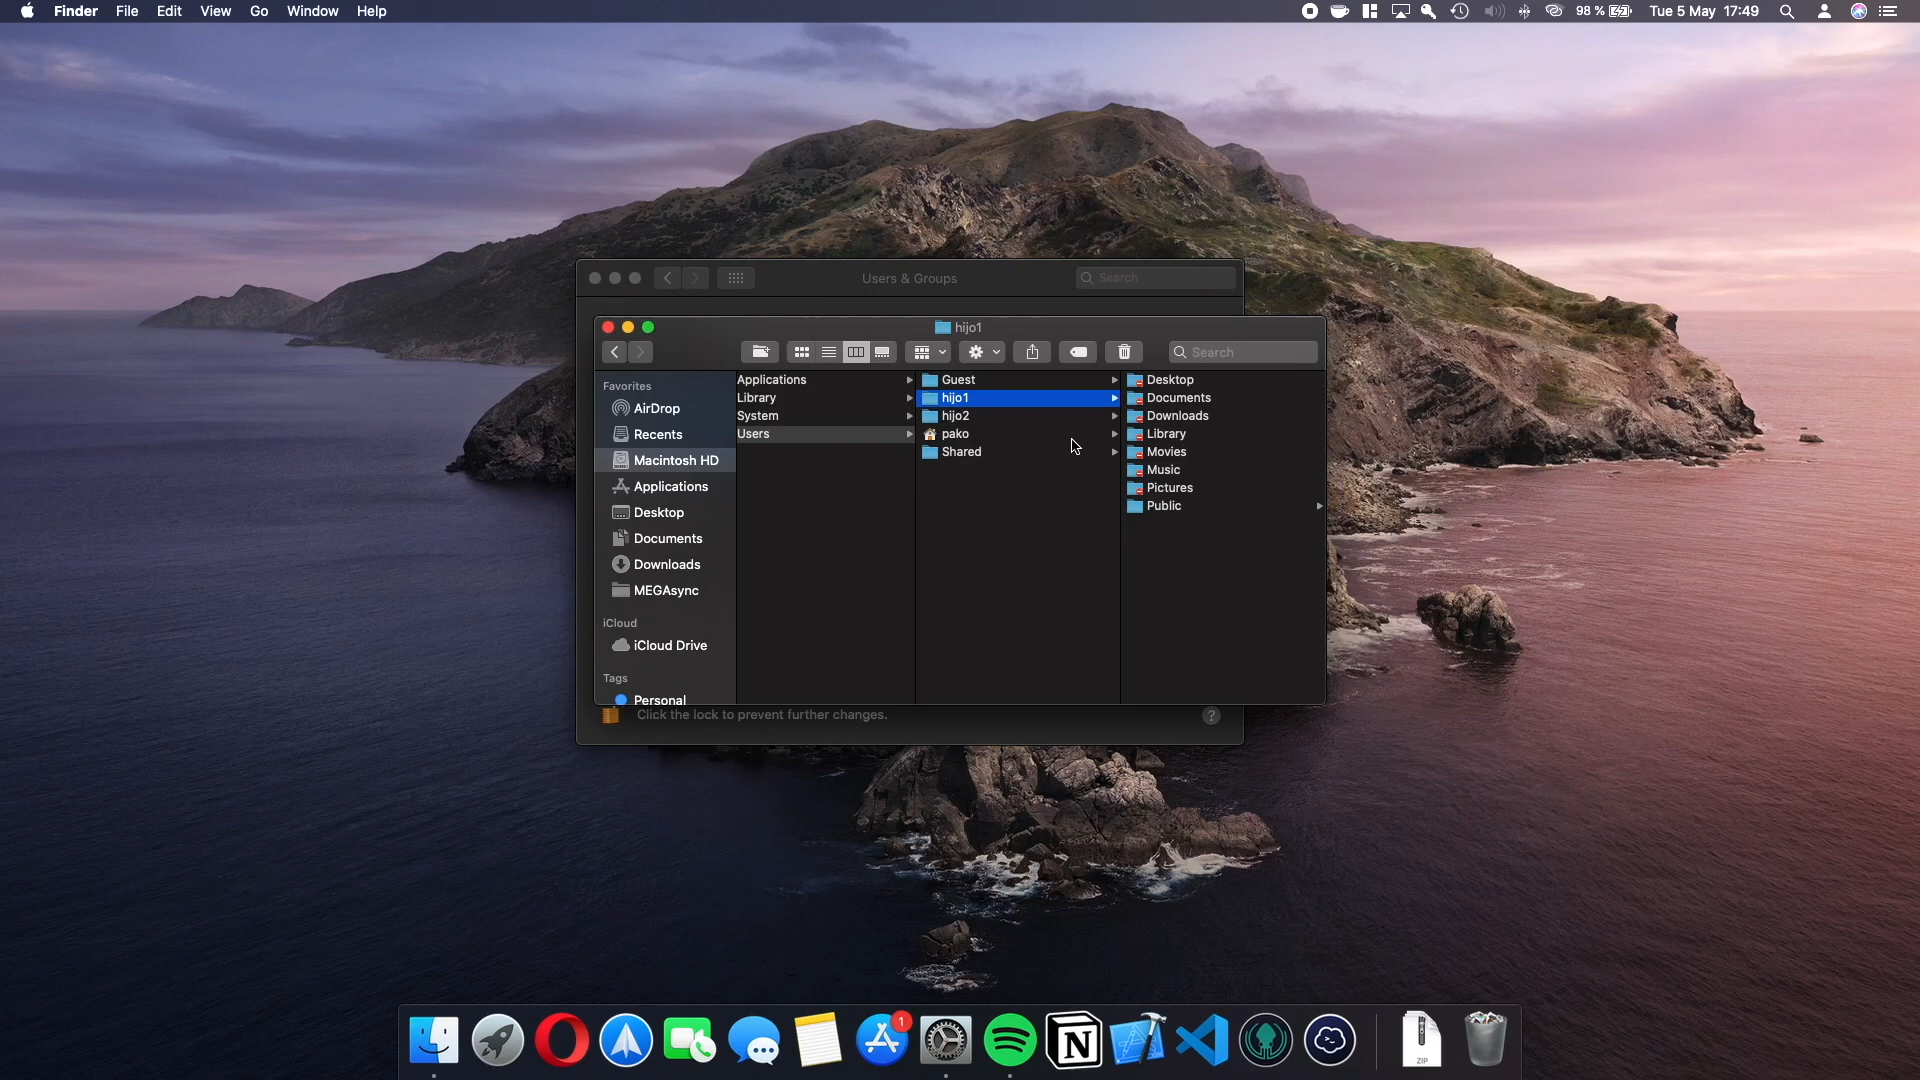 Finder File Edit View Go Window Help
98 % Tue 5 May 17:49
Users & Groups
Search
hijo1
Search
Favorites
AirDrop
Recents
Macintosh HD
Applications
Desktop
Documents
Downloads
MEGAsync
iCloud
iCloud Drive
Tags
Personal
Applications
Library
System
Users
Guest
hijo1
hijo2
pako
Shared
Desktop
Documents
Downloads
Library
Movies
Music
Pictures
Public
Click the lock to prevent further changes.
?
1
N
ZIP